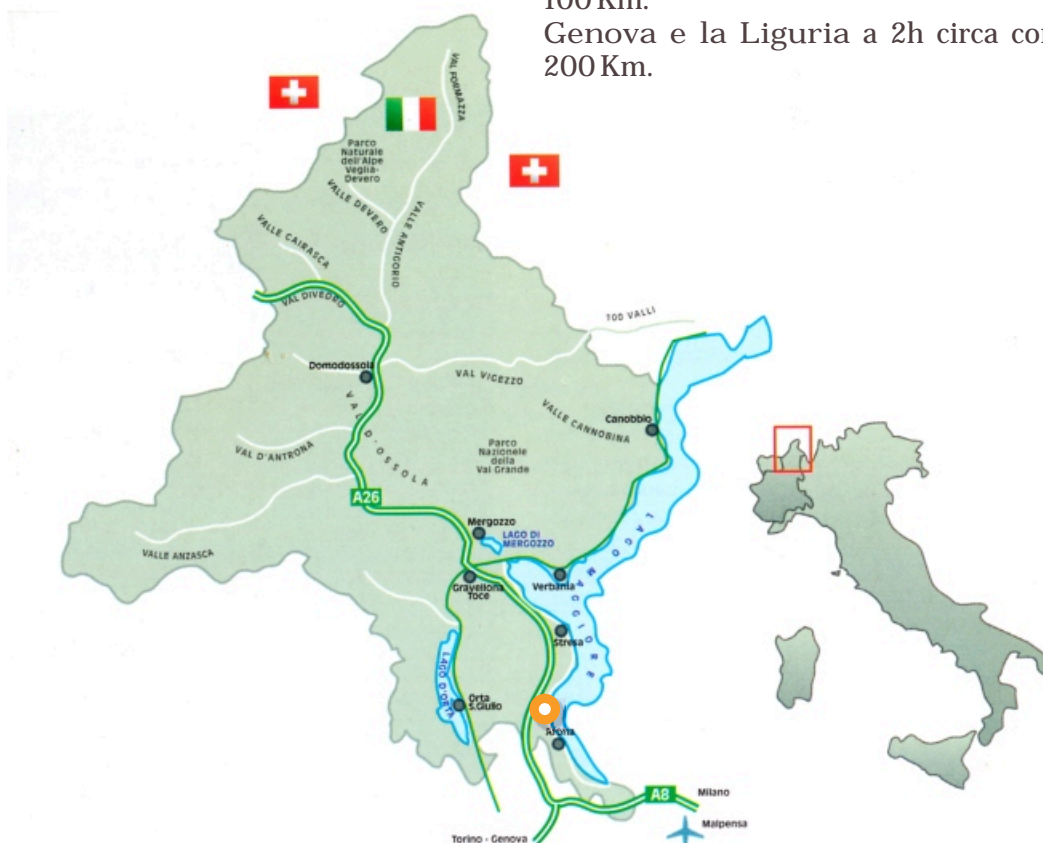 100 Km.
Genova e la Liguria a 2h circa con
200 Km.
VAL FORMAZZA
Parco
Naturale
dell'Alpe
Veglia-
Devero
VALLE DEVERO
VALLE ANTIGORIO
VALLE CAIRASCA
VAL DIVEDRO
100 VALLI
Domodossola
VAL VIGEZZO
VALLE CANNOBINA
Canobbio
VAL D'OSSOLA
VAL D'ANTRONA
Parco
Nazionale
della
Val Grande
A26
Mergozzo
LAGO DI
MERGOZZO
LAGO MAGGIORE
VALLE ANZASCA
Gravellona
Toce
Verbania
Stresa
LAGO D'ORTA
Orta
S.Giulio
Arona
A8
Milano
Malpensa
Torino - Genova